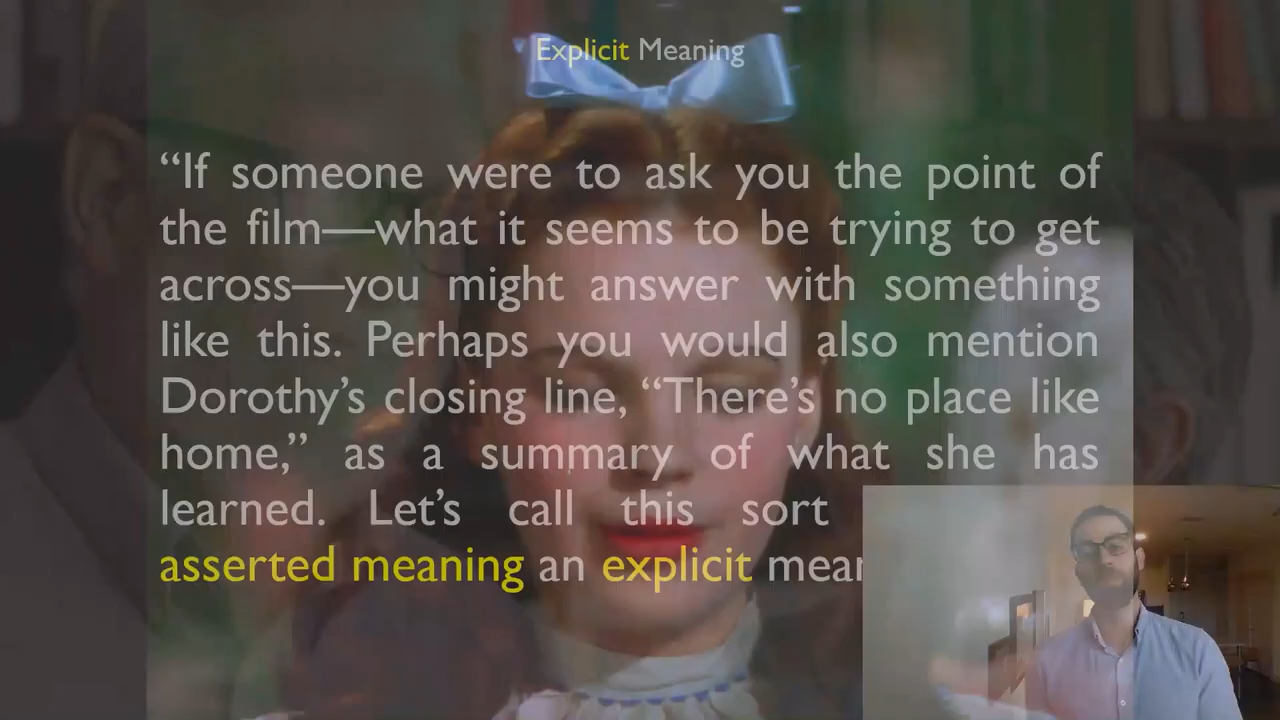 Explicit Meaning
“If someone were to ask you the point of
the film—what it seems to be trying to get
across—you might answer with something
like this. Perhaps you would also mention
Dorothy’s closing line, “There’s no place like
home,” as a summary of what she has
learned. Let’s call this sort
asserted meaning an explicit mear